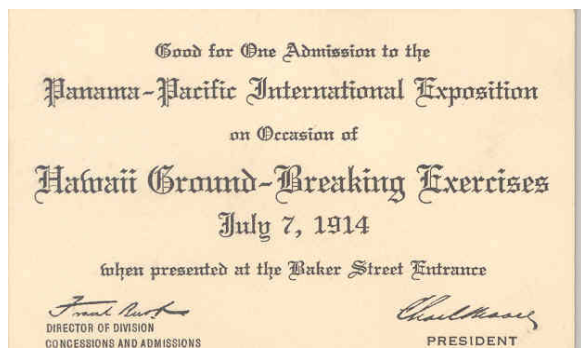 Good for One Admission to the
Panama-Pacific International Exposition
on Occasion of
Hawaii Ground-Breaking Exercises
July 7, 1914
when presented at the Baker Street Entrance
DIRECTOR OF DIVISION
CONCESSIONS AND ADMISSIONS
PRESIDENT